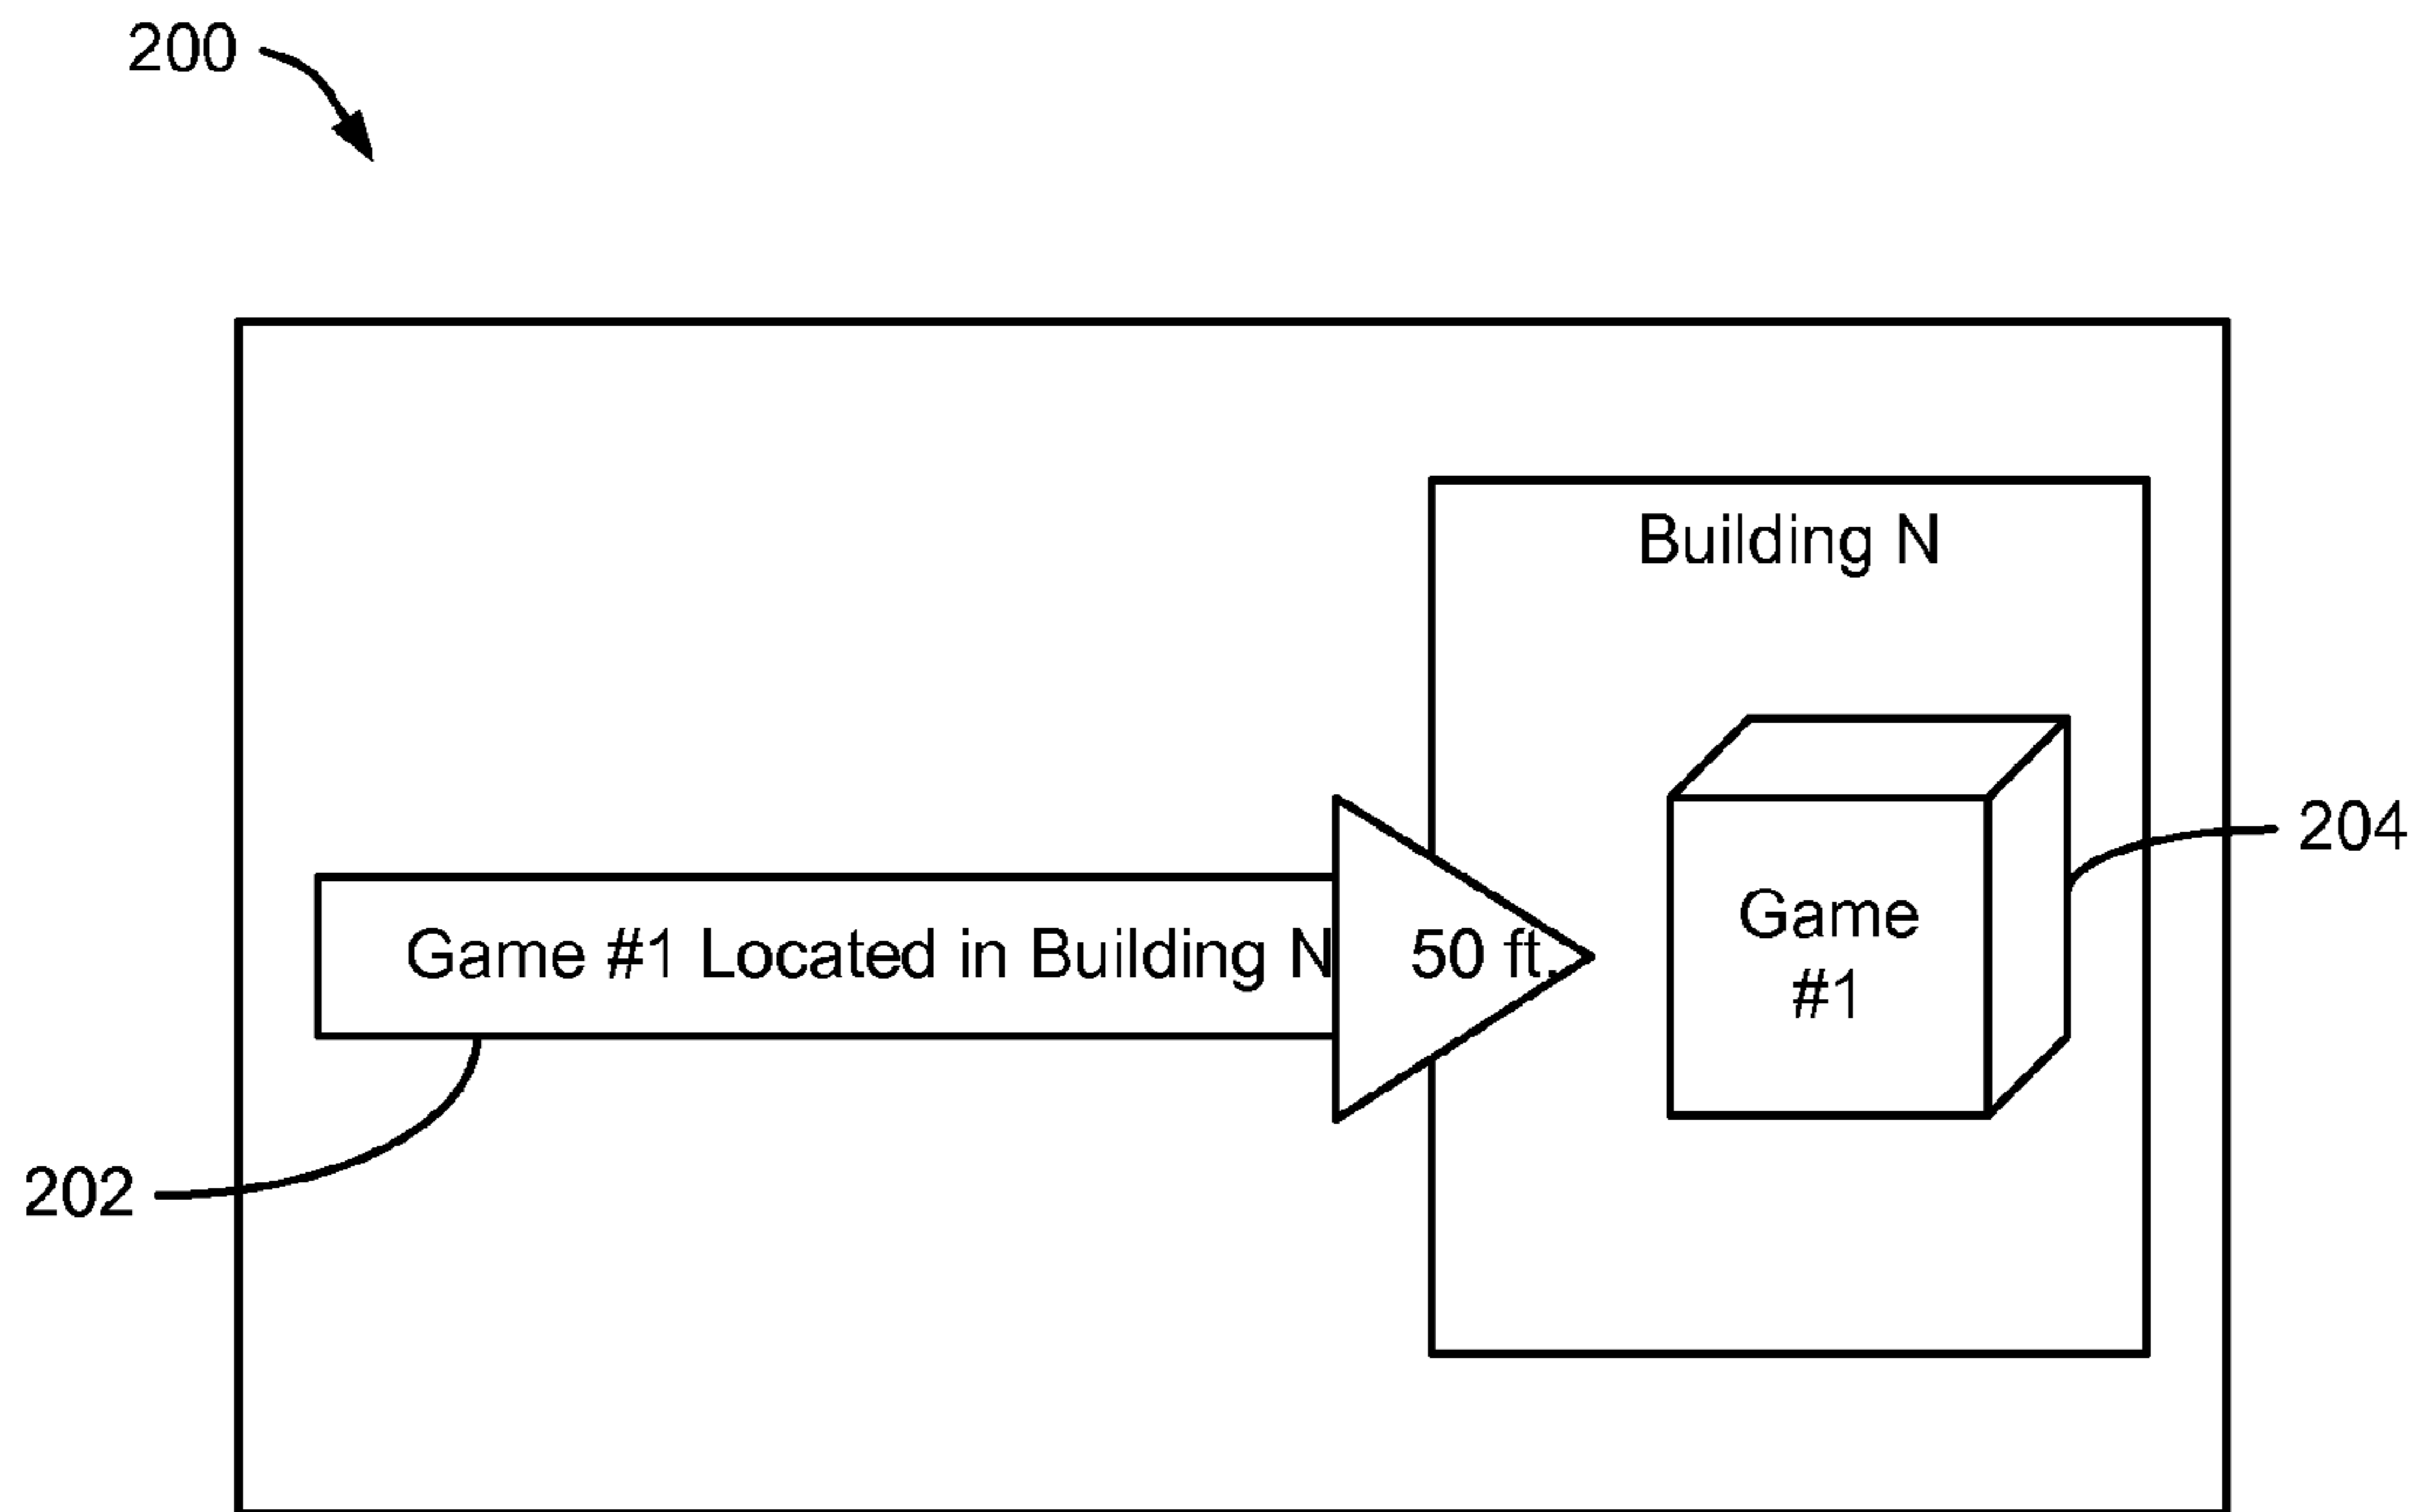 200
Building N
204
Game
#1
Game #1 Located in Building N 50 ft.
202